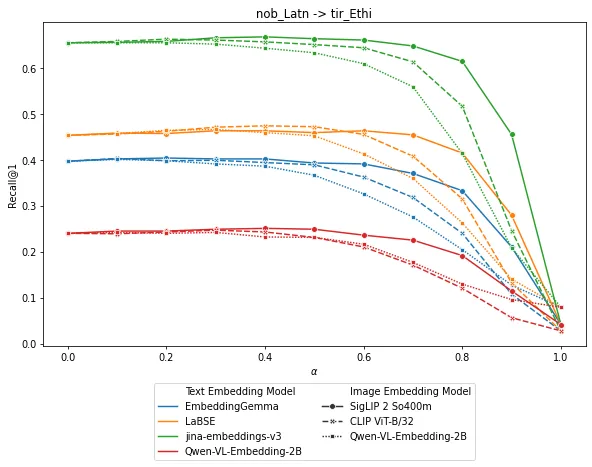 nob_Latn -> tir_Ethi
Recall@1
0.6
0.5
0.4
0.3
0.2
0.1
0.0
0.0 0.2 0.4 0.6 0.8 1.0
α
Text Embedding Model Image Embedding Model
EmbeddingGemma SigLIP 2 So400m
LaBSE CLIP ViT-B/32
jina-embeddings-v3 Qwen-VL-Embedding-2B
Qwen-VL-Embedding-2B